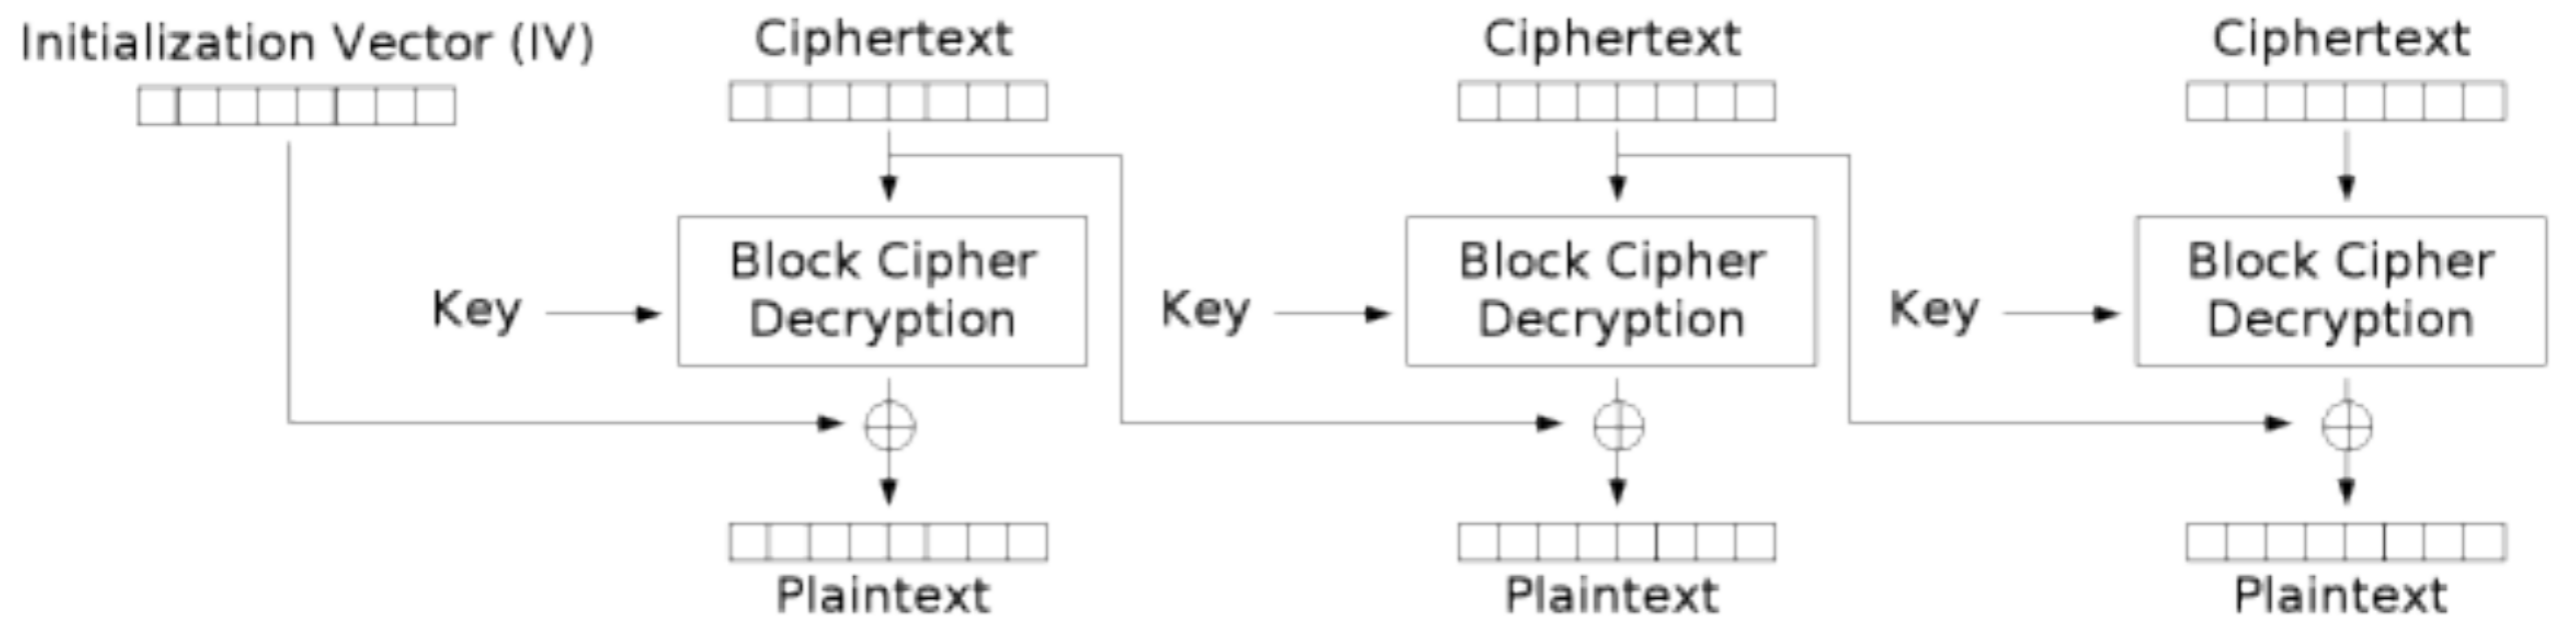 Initialization Vector (IV)
Ciphertext
Ciphertext
Ciphertext
Key
Block Cipher
Decryption
Key
Block Cipher
Decryption
Key
Block Cipher
Decryption
Plaintext
Plaintext
Plaintext